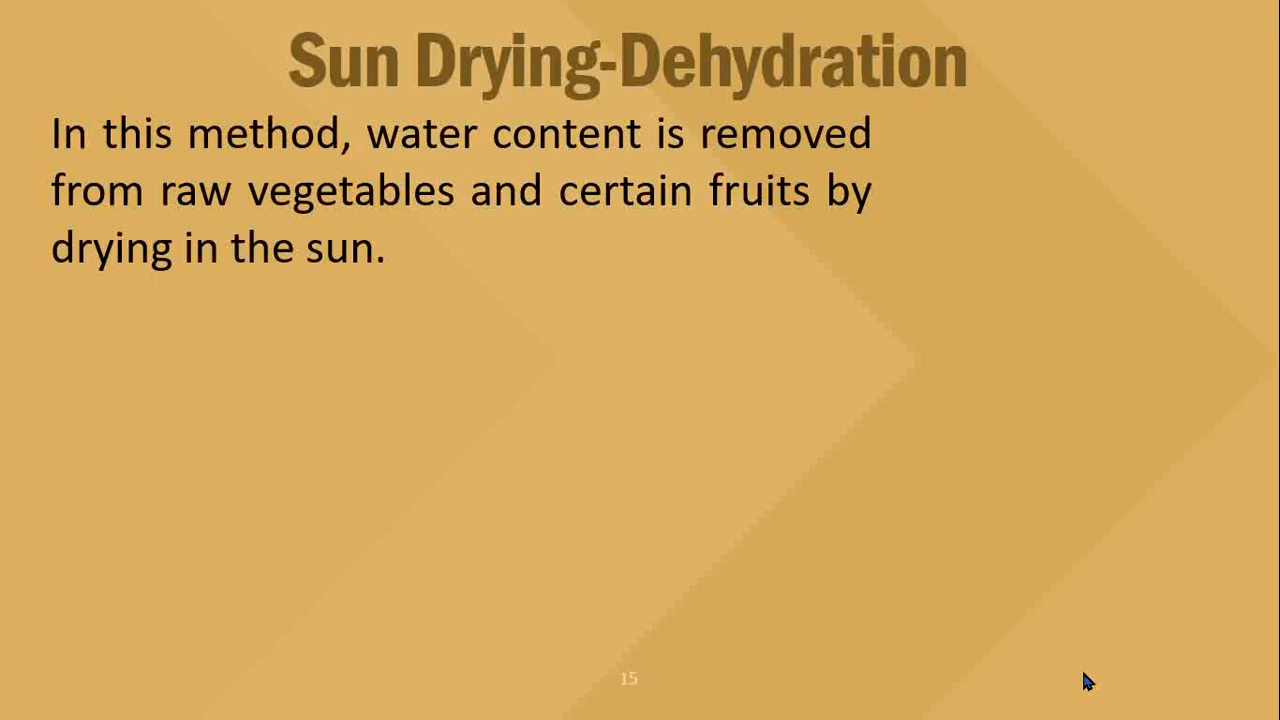 Sun Drying-Dehydration
In this method, water content is removed
from raw vegetables and certain fruits by
drying in the sun.
15